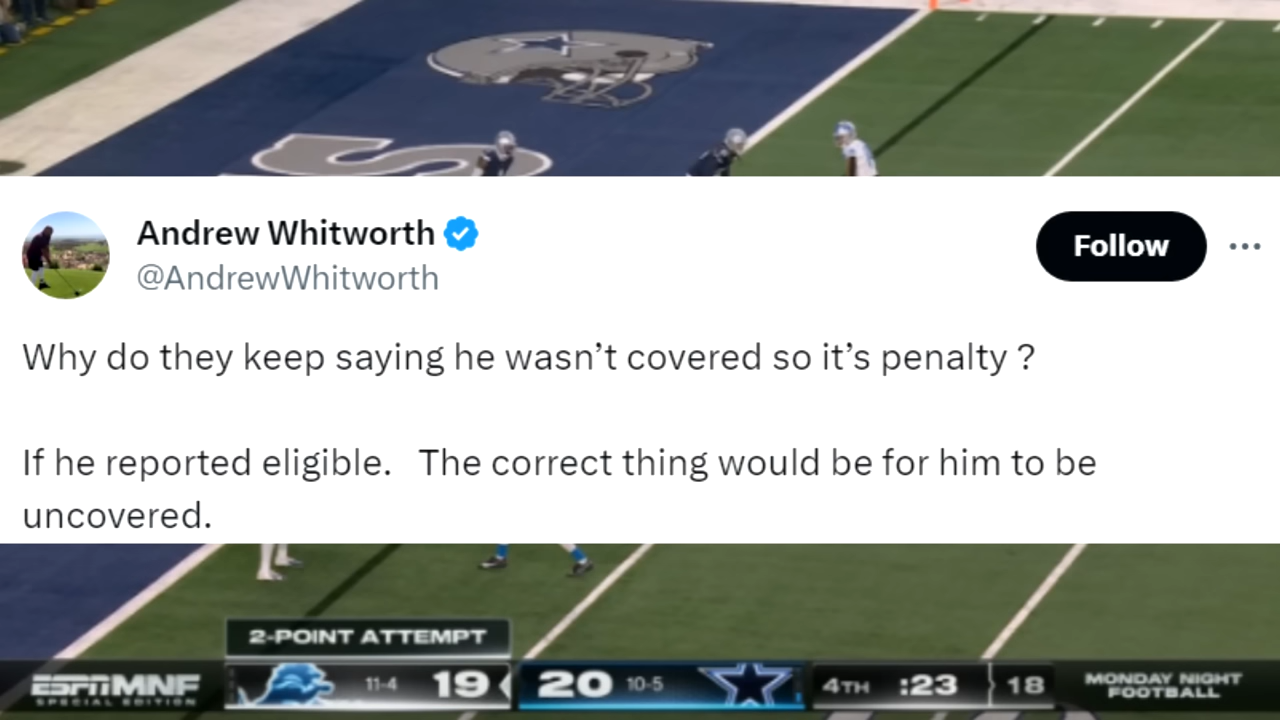 S
Andrew Whitworth
@AndrewWhitworth
Follow
Why do they keep saying he wasn’t covered so it’s penalty ?
If he reported eligible.   The correct thing would be for him to be
uncovered.
2-POINT ATTEMPT
ESPN MNF
SPECIAL EDITION
11-4 19
20 10-5
4TH :23 18
MONDAY NIGHT
FOOTBALL